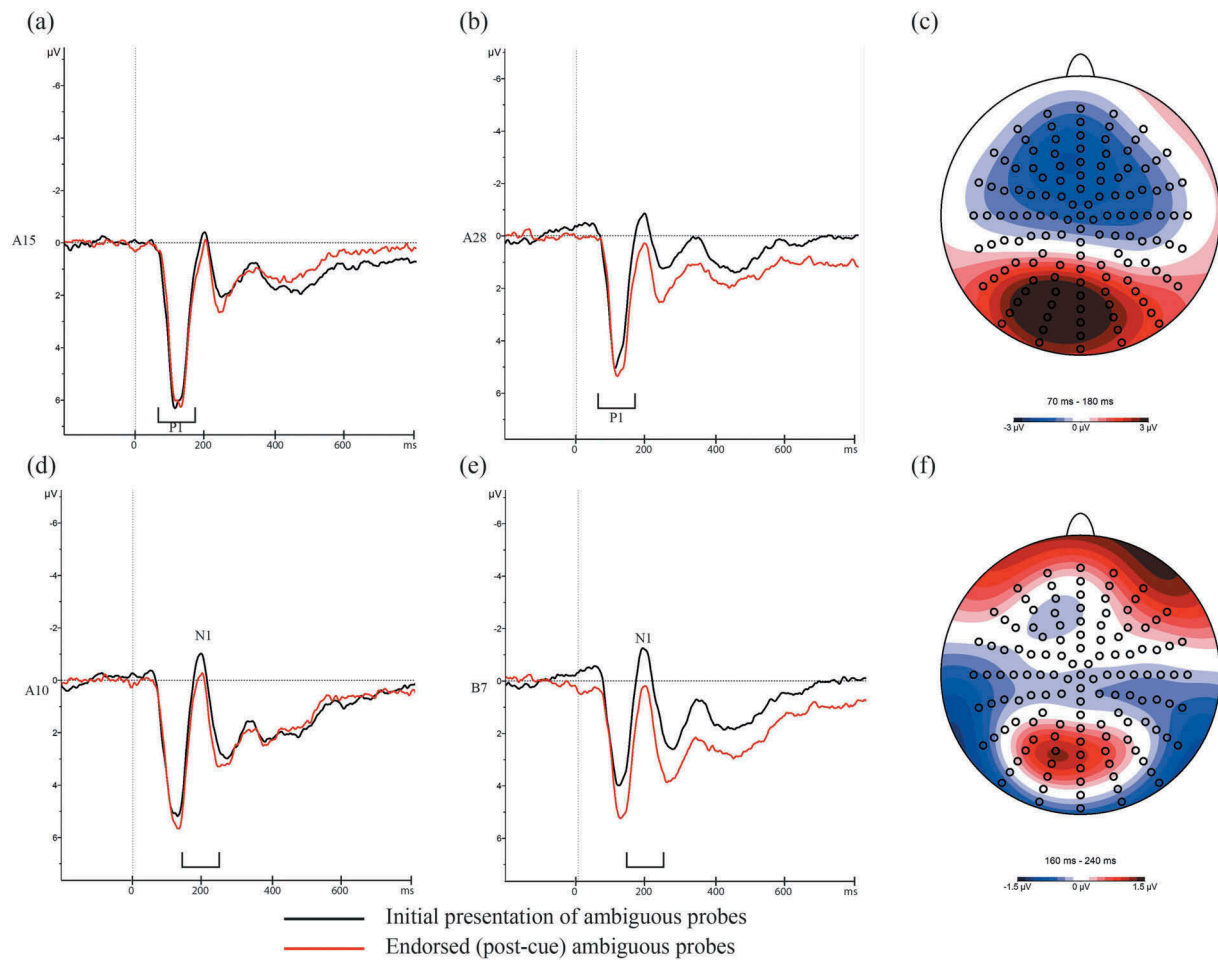 (a)
(b)
(c)
µV
-6
-4
-2
A15
0
2
4
6
P1
0
200
400
600
ms
µV
-6
-4
-2
A28
0
2
4
6
P1
0
200
400
600
ms
70 ms - 180 ms
-3 µV
0 µV
3 µV
(d)
(e)
(f)
µV
-6
-4
-2
N1
A10
0
2
4
6
0
200
400
600
ms
µV
-6
-4
-2
N1
B7
0
2
4
6
0
200
400
600
ms
160 ms - 240 ms
-1.5 µV
0 µV
1.5 µV
Initial presentation of ambiguous probes
Endorsed (post-cue) ambiguous probes